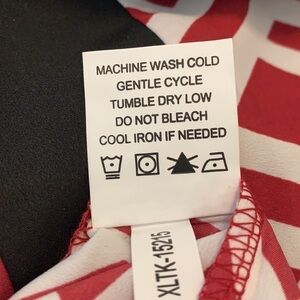 MACHINE WASH COLD
GENTLE CYCLE
TUMBLE DRY LOW
DO NOT BLEACH
COOL IRON IF NEEDED
XLTK-15215